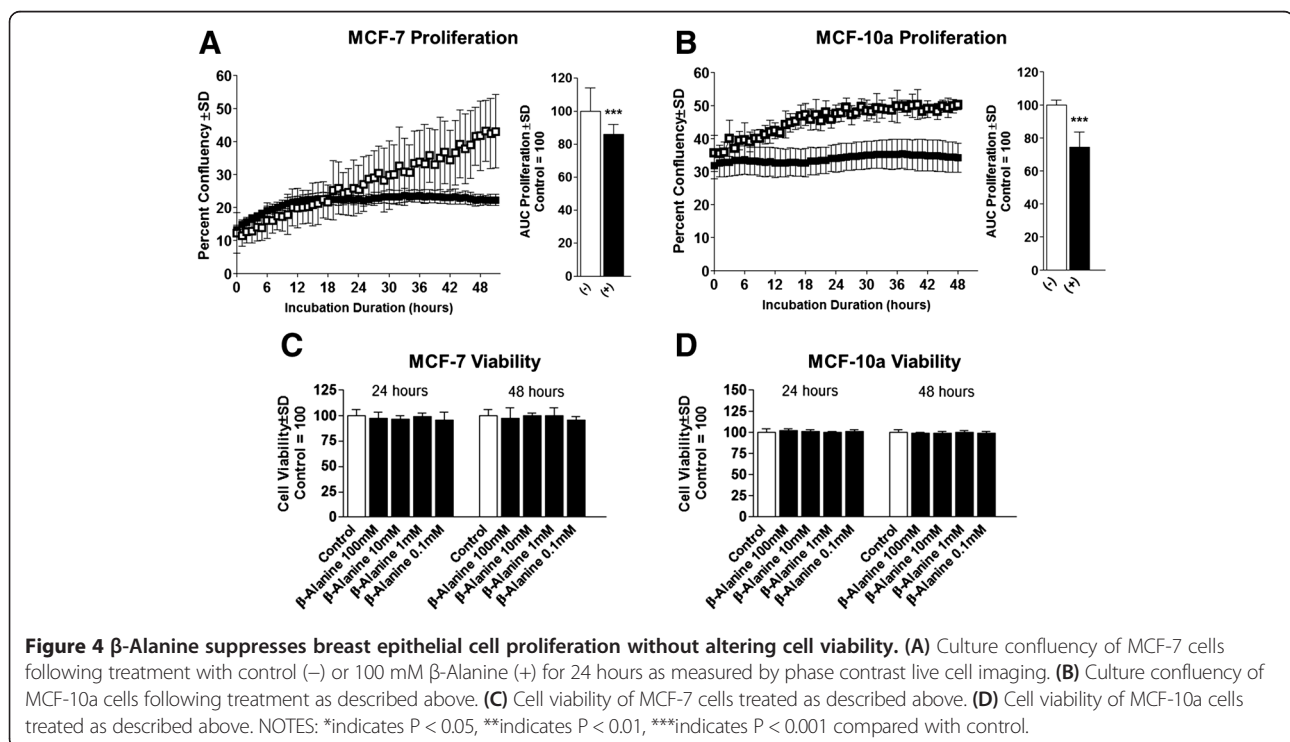 A
MCF-7 Proliferation
Percent Confluency ±SD
60
50
40
30
20
10
0
0 6 12 18 24 30 36 42 48
Incubation Duration (hours)
AUC Proliferation±SD
Control = 100
120
100
80
60
40
20
0
***
(-) (+)
B
MCF-10a Proliferation
Percent Confluency±SD
60
50
40
30
20
10
0
0 6 12 18 24 30 36 42 48
Incubation Duration (hours)
AUC Proliferation±SD
Control = 100
120
100
80
60
40
20
0
***
(-) (+)
C
MCF-7 Viability
Cell Viability±SD
Control = 100
125
100
75
50
25
0
24 hours
48 hours
Control
β-Alanine 100mM
β-Alanine 10mM
β-Alanine 1mM
β-Alanine 0.1mM
Control
β-Alanine 100mM
β-Alanine 10mM
β-Alanine 1mM
β-Alanine 0.1mM
D
MCF-10a Viability
Cell Viability±SD
Control = 100
150
125
100
75
50
25
0
24 hours
48 hours
Control
β-Alanine 100mM
β-Alanine 10mM
β-Alanine 1mM
β-Alanine 0.1mM
Control
β-Alanine 100mM
β-Alanine 10mM
β-Alanine 1mM
β-Alanine 0.1mM
Figure 4 β-Alanine suppresses breast epithelial cell proliferation without altering cell viability. (A) Culture confluency of MCF-7 cells
following treatment with control (−) or 100 mM β-Alanine (+) for 24 hours as measured by phase contrast live cell imaging. (B) Culture confluency of
MCF-10a cells following treatment as described above. (C) Cell viability of MCF-7 cells treated as described above. (D) Cell viability of MCF-10a cells
treated as described above. NOTES: *indicates P < 0.05, **indicates P < 0.01, ***indicates P < 0.001 compared with control.